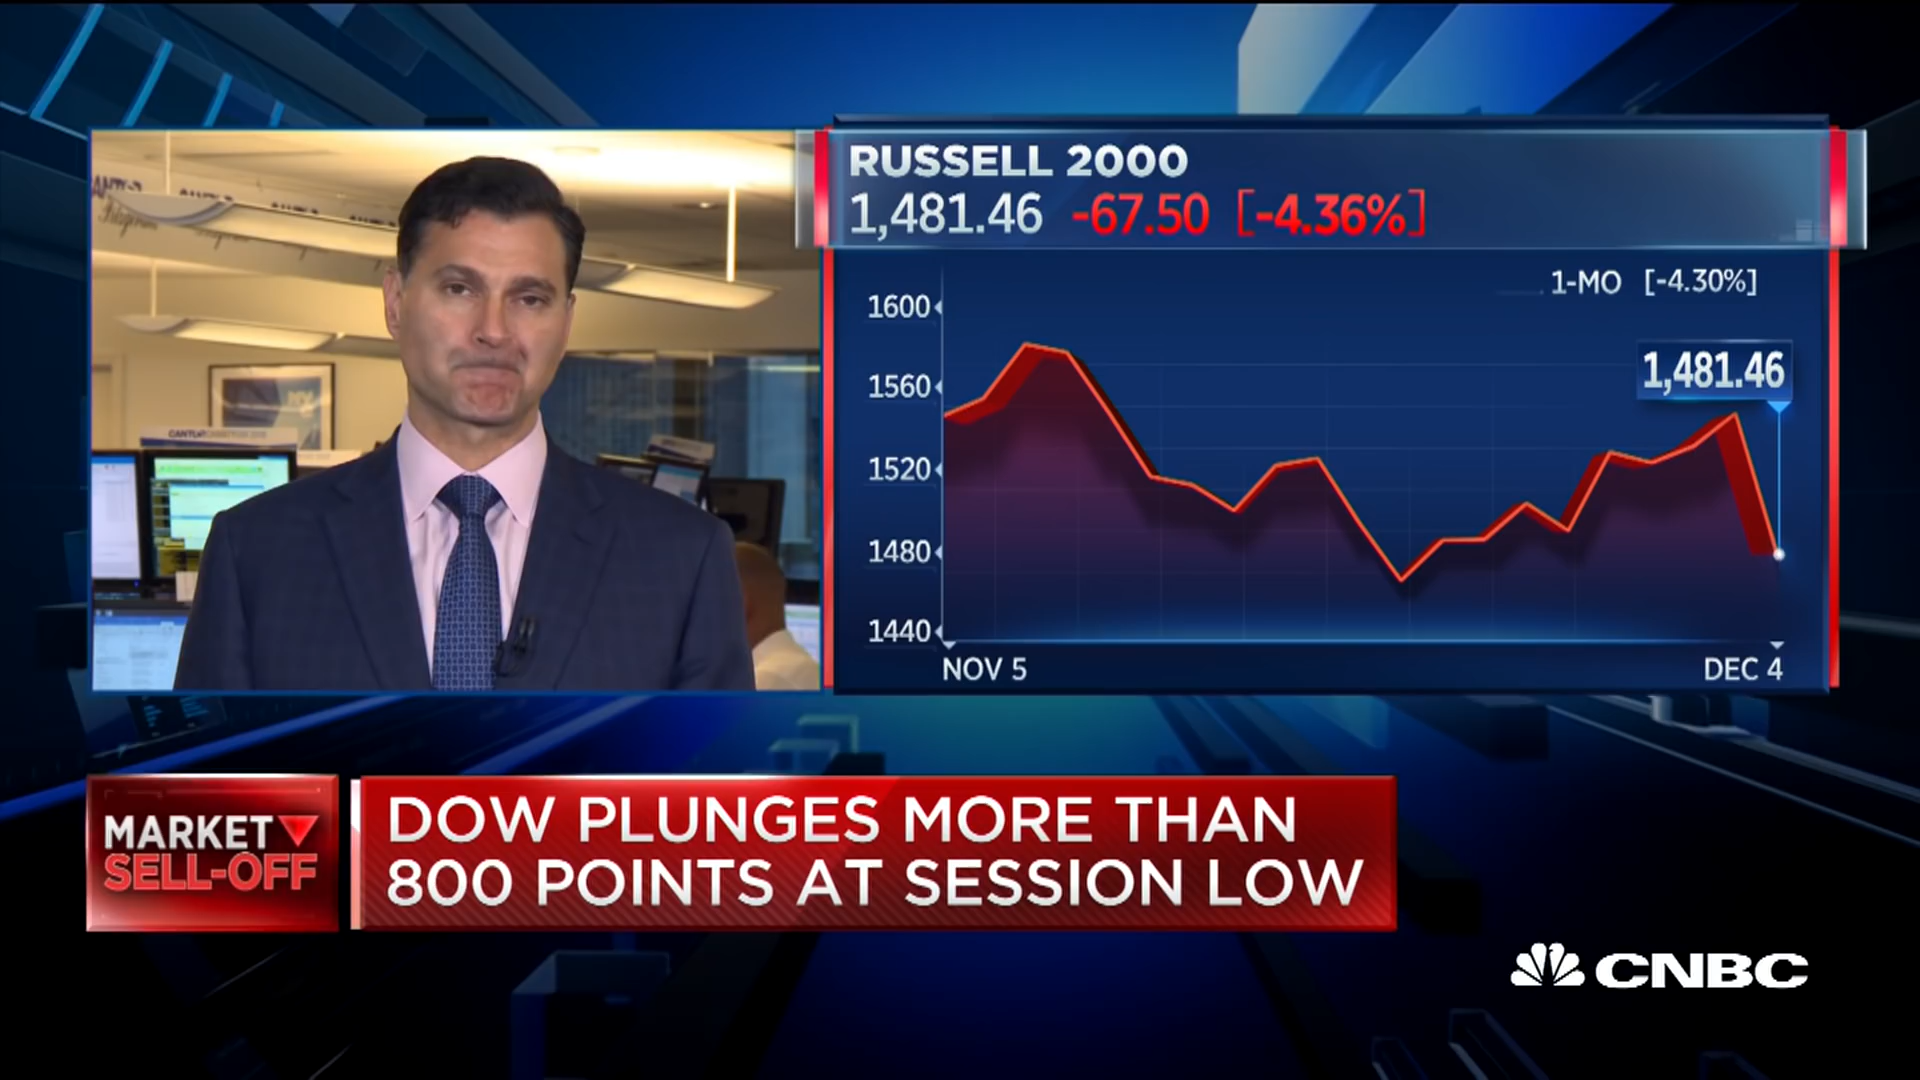 RUSSELL 2000
1,481.46 -67.50 [-4.36%]
1-MO [-4.30%]
1600
1560
1520
1480
1440
1,481.46
NOV 5
DEC 4
MARKET
SELL-OFF
DOW PLUNGES MORE THAN
800 POINTS AT SESSION LOW
CNBC